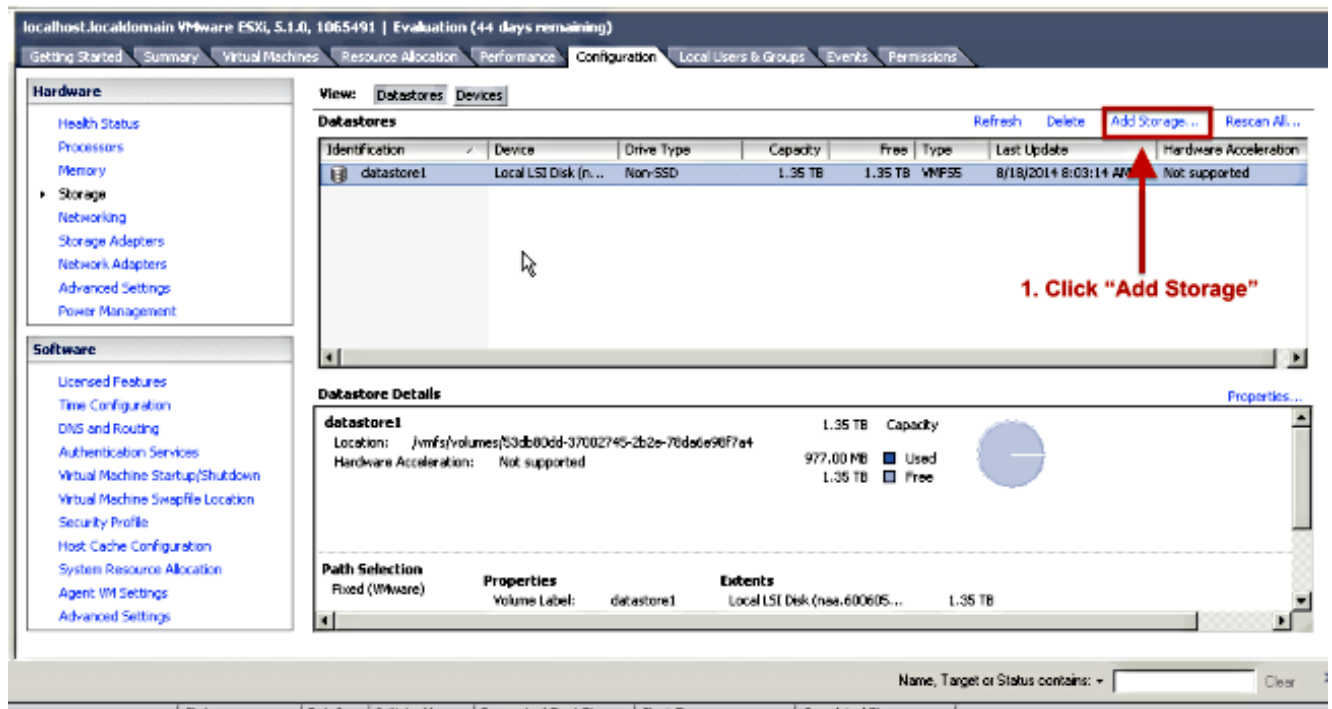 localhost.localdomain VMware ESXi, 5.1.0, 1065491 | Evaluation (44 days remaining)
Getting Started Summary Virtual Machines Resource Allocation Performance Configuration Local Users & Groups Events Permissions
Hardware
Health Status
Processors
Memory
Storage
Networking
Storage Adapters
Network Adapters
Advanced Settings
Power Management
Software
Licensed Features
Time Configuration
DNS and Routing
Authentication Services
Virtual Machine Startup/Shutdown
Virtual Machine Swapfile Location
Security Profile
Host Cache Configuration
System Resource Allocation
Agent VM Settings
Advanced Settings
View: Datastores Devices
Datastores Refresh Delete Add Storage... Rescan All...
Identification Device Drive Type Capacity Free Type Last Update Hardware Acceleration
datastore1 Local LSI Disk (n... Non-SSD 1.35 TB 1.35 TB VMFS5 8/18/2014 8:03:14 AM Not supported
1. Click “Add Storage”
Datastore Details Properties...
datastore1 1.35 TB Capacity
Location: /vmfs/volumes/53db80dd-37002745-2b2e-78da6e98f7a4
Hardware Acceleration: Not supported 977.00 MB Used
1.35 TB Free
Path Selection Properties Extents
Fixed (VMware) Volume Label: datastore1 Local LSI Disk (naa.600605... 1.35 TB
Name, Target or Status contains: Clear